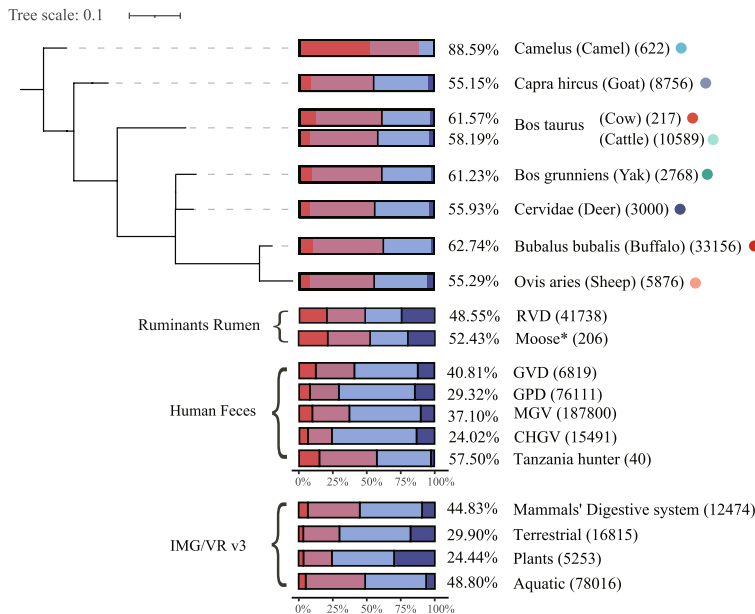 Tree scale: 0.1
88.59% Camelus (Camel) (622)
55.15% Capra hircus (Goat) (8756)
61.57% Bos taurus (Cow) (217)
58.19% (Cattle) (10589)
61.23% Bos grunniens (Yak) (2768)
55.93% Cervidae (Deer) (3000)
62.74% Bubalus bubalis (Buffalo) (33156)
55.29% Ovis aries (Sheep) (5876)
Ruminants Rumen
48.55% RVD (41738)
52.43% Moose* (206)
Human Feces
40.81% GVD (6819)
29.32% GPD (76111)
37.10% MGV (187800)
24.02% CHGV (15491)
57.50% Tanzania hunter (40)
0% 25% 50% 75% 100%
IMG/VR v3
44.83% Mammals' Digestive system (12474)
29.90% Terrestrial (16815)
24.44% Plants (5253)
48.80% Aquatic (78016)
0% 25% 50% 75% 100%